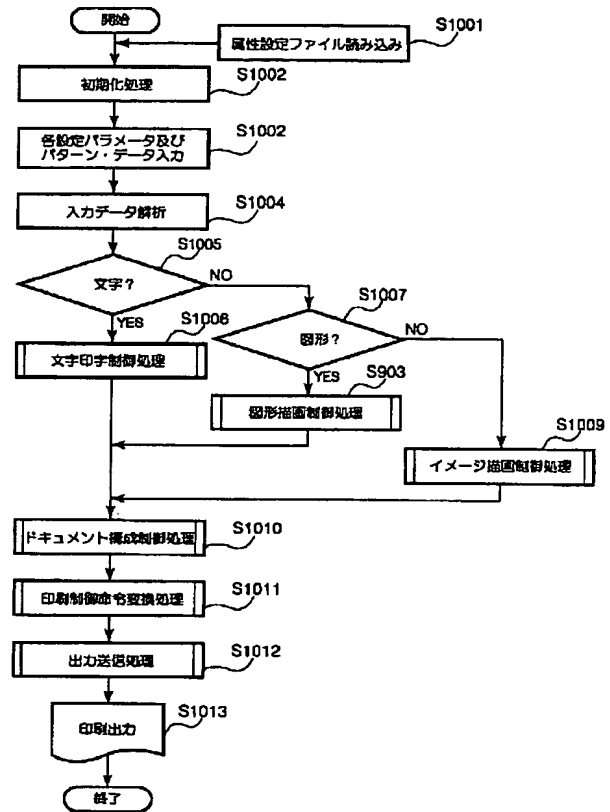 開始
属性設定ファイル読み込み
S1001
初期化処理
S1002
各設定パラメータ及び
パターン・データ入力
S1002
入力データ解析
S1004
文字?
S1005
NO
YES
図形?
S1007
NO
YES
文字印字制御処理
S1006
図形描画制御処理
S903
イメージ描画制御処理
S1009
ドキュメント構成制御処理
S1010
印刷制御命令変換処理
S1011
出力送信処理
S1012
印刷出力
S1013
終了